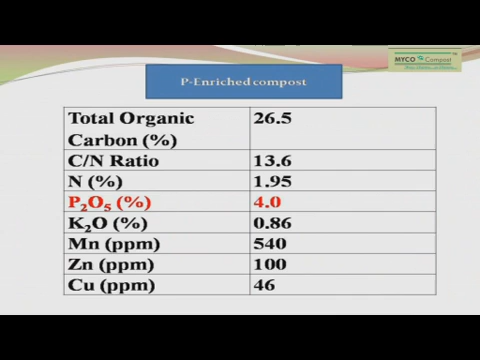 MYCO Compost
P-Enriched compost
Total Organic 26.5
Carbon (%)
C/N Ratio 13.6
N (%) 1.95
P₂O₅ (%) 4.0
K₂O (%) 0.86
Mn (ppm) 540
Zn (ppm) 100
Cu (ppm) 46